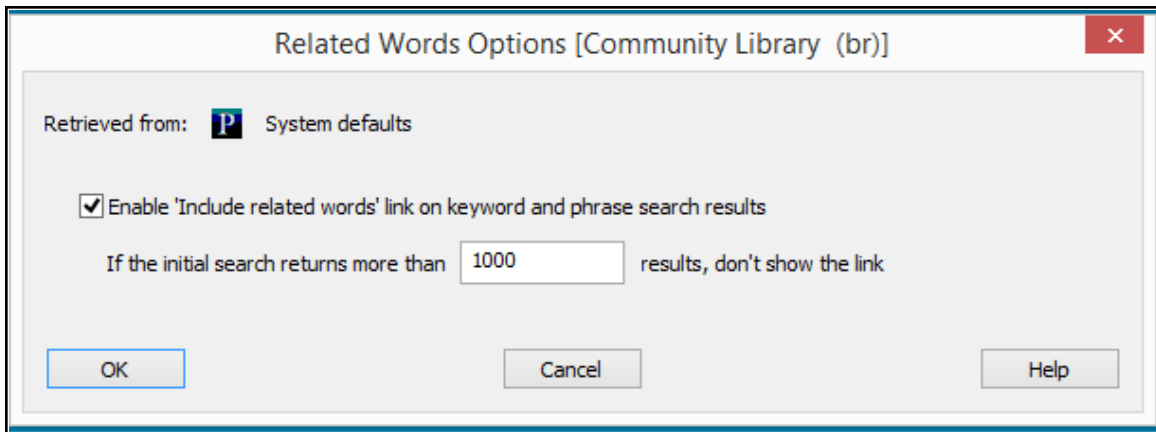 Related Words Options [Community Library (br)]
Retrieved from: P System defaults
Enable 'Include related words' link on keyword and phrase search results
If the initial search returns more than 1000 results, don't show the link
OK Cancel Help